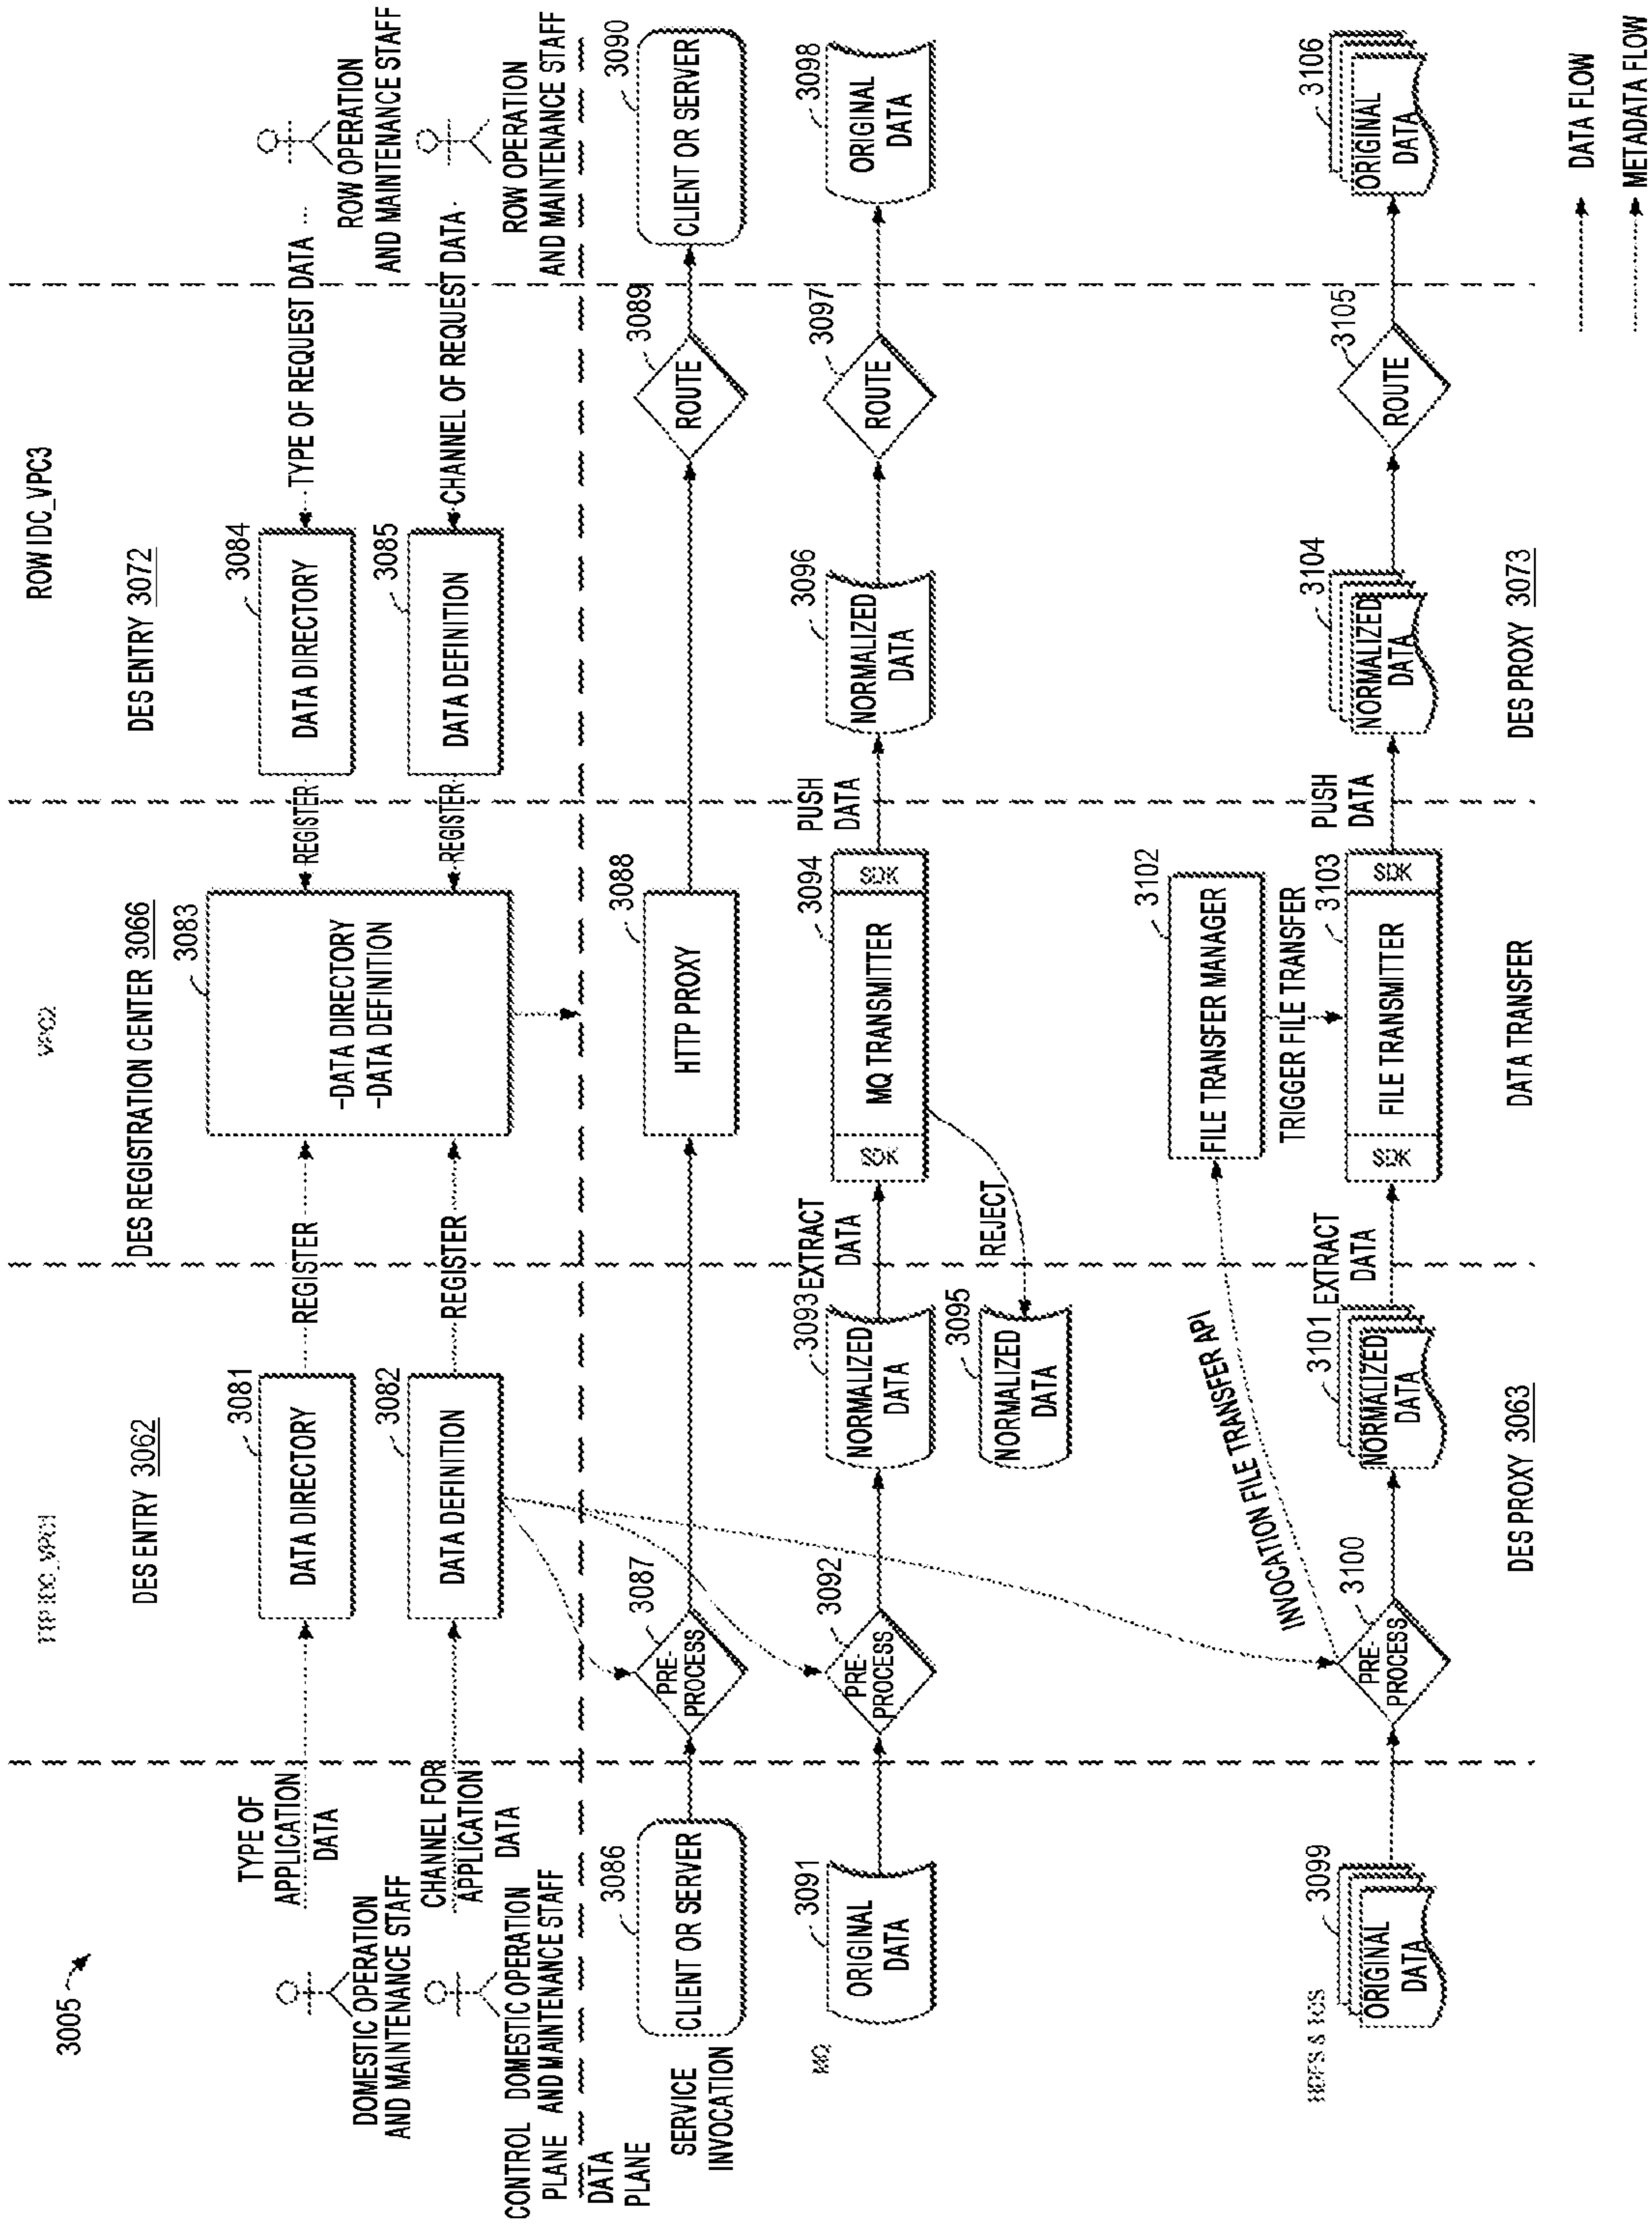 3005
TTP IDC_VPC1
VPC2
ROW IDC_VPC3
DES ENTRY 3062
DES REGISTRATION CENTER 3066
DES ENTRY 3072
DOMESTIC OPERATION
AND MAINTENANCE STAFF
TYPE OF
APPLICATION
DATA
3081
DATA DIRECTORY
REGISTER
3083
-DATA DIRECTORY
-DATA DEFINITION
REGISTER
3084
DATA DIRECTORY
TYPE OF REQUEST DATA
ROW OPERATION
AND MAINTENANCE STAFF
DOMESTIC OPERATION
AND MAINTENANCE STAFF
CHANNEL FOR
APPLICATION
DATA
3082
DATA DEFINITION
REGISTER
REGISTER
3085
DATA DEFINITION
CHANNEL OF REQUEST DATA
ROW OPERATION
AND MAINTENANCE STAFF
CONTROL
PLANE
DATA
PLANE
SERVICE
INVOCATION
3086
CLIENT OR SERVER
3087
PRE-
PROCESS
3088
HTTP PROXY
3089
ROUTE
3090
CLIENT OR SERVER
MQ
3091
ORIGINAL
DATA
3092
PRE-
PROCESS
3093
NORMALIZED
DATA
EXTRACT
DATA
3094
SDK
MQ TRANSMITTER
SDK
PUSH
DATA
3096
NORMALIZED
DATA
3097
ROUTE
3098
ORIGINAL
DATA
REJECT
3095
NORMALIZED
DATA
INVOCATION FILE TRANSFER API
3102
FILE TRANSFER MANAGER
TRIGGER FILE TRANSFER
HDFS & TOS
3099
ORIGINAL
DATA
3100
PRE-
PROCESS
3101
NORMALIZED
DATA
EXTRACT
DATA
3103
SDK
FILE TRANSMITTER
SDK
PUSH
DATA
3104
NORMALIZED
DATA
3105
ROUTE
3106
ORIGINAL
DATA
DES PROXY 3063
DATA TRANSFER
DES PROXY 3073
DATA FLOW
METADATA FLOW